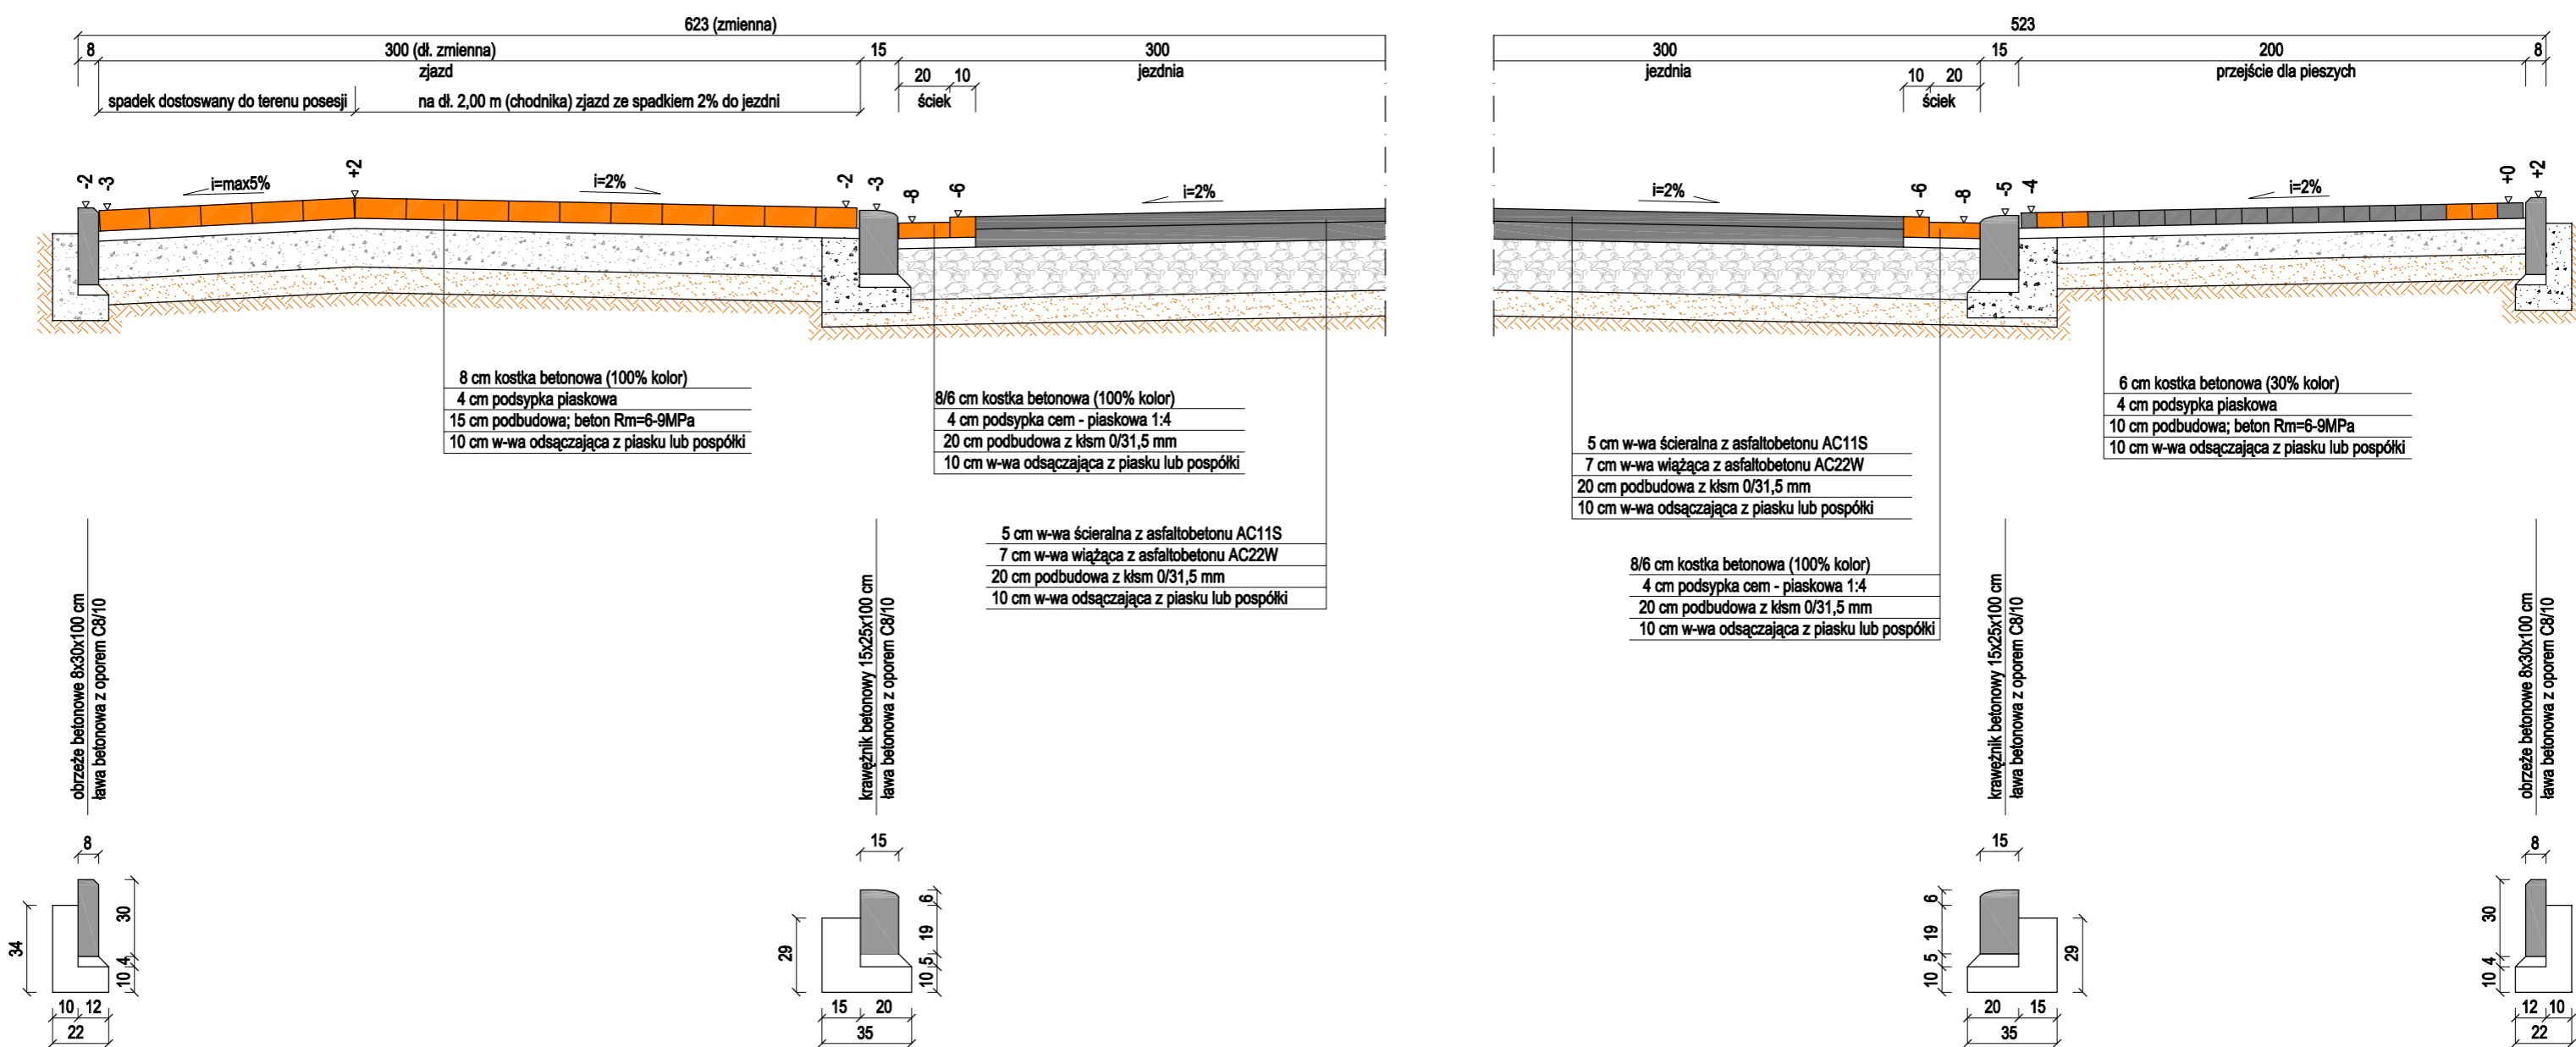 623 (zmienna)
523
8
300 (dł. zmienna)
15
300
300
15
200
8
zjazd
jezdnia
jezdnia
przejście dla pieszych
20
10
10
20
spadek dostoswany do terenu posesji
na dł. 2,00 m (chodnika) zjazd ze spadkiem 2% do jezdni
ściek
ściek
-2
-3
+2
-2
-3
-8
-6
-6
-8
-5
-4
+0
+2
i=max5%
i=2%
i=2%
i=2%
i=2%
8 cm kostka betonowa (100% kolor)
4 cm podsypka piaskowa
15 cm podbudowa; beton Rm=6-9MPa
10 cm w-wa odsączająca z piasku lub pospółki
8/6 cm kostka betonowa (100% kolor)
4 cm podsypka cem - piaskowa 1:4
20 cm podbudowa z kłsm 0/31,5 mm
10 cm w-wa odsączająca z piasku lub pospółki
5 cm w-wa ścieralna z asfaltobetonu AC11S
7 cm w-wa wiążąca z asfaltobetonu AC22W
20 cm podbudowa z kłsm 0/31,5 mm
10 cm w-wa odsączająca z piasku lub pospółki
5 cm w-wa ścieralna z asfaltobetonu AC11S
7 cm w-wa wiążąca z asfaltobetonu AC22W
20 cm podbudowa z kłsm 0/31,5 mm
10 cm w-wa odsączająca z piasku lub pospółki
8/6 cm kostka betonowa (100% kolor)
4 cm podsypka cem - piaskowa 1:4
20 cm podbudowa z kłsm 0/31,5 mm
10 cm w-wa odsączająca z piasku lub pospółki
6 cm kostka betonowa (30% kolor)
4 cm podsypka piaskowa
10 cm podbudowa; beton Rm=6-9MPa
10 cm w-wa odsączająca z piasku lub pospółki
obrzeże betonowe 8x30x100 cm
ława betonowa z oporem C8/10
krawężnik betonowy 15x25x100 cm
ława betonowa z oporem C8/10
krawężnik betonowy 15x25x100 cm
ława betonowa z oporem C8/10
obrzeże betonowe 8x30x100 cm
ława betonowa z oporem C8/10
8
34
30
4
10
10
12
22
15
29
6
19
5
10
15
20
35
15
6
19
5
10
29
20
15
35
8
30
4
10
12
10
22